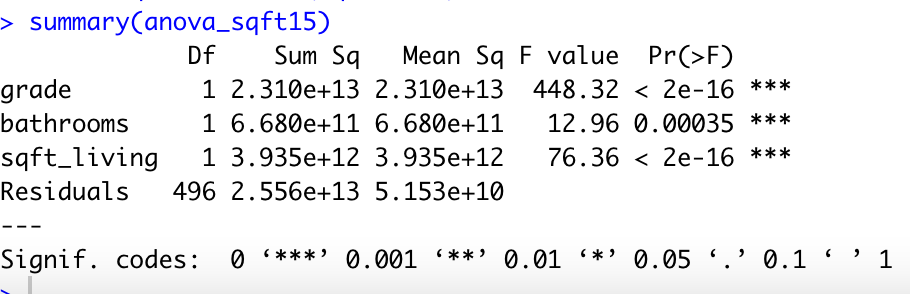 > summary(anova_sqft15)
             Df    Sum Sq   Mean Sq F value  Pr(>F)
grade         1 2.310e+13 2.310e+13  448.32 < 2e-16 ***
bathrooms     1 6.680e+11 6.680e+11   12.96 0.00035 ***
sqft_living   1 3.935e+12 3.935e+12   76.36 < 2e-16 ***
Residuals   496 2.556e+13 5.153e+10
---
Signif. codes:  0 ‘***’ 0.001 ‘**’ 0.01 ‘*’ 0.05 ‘.’ 0.1 ‘ ’ 1
>